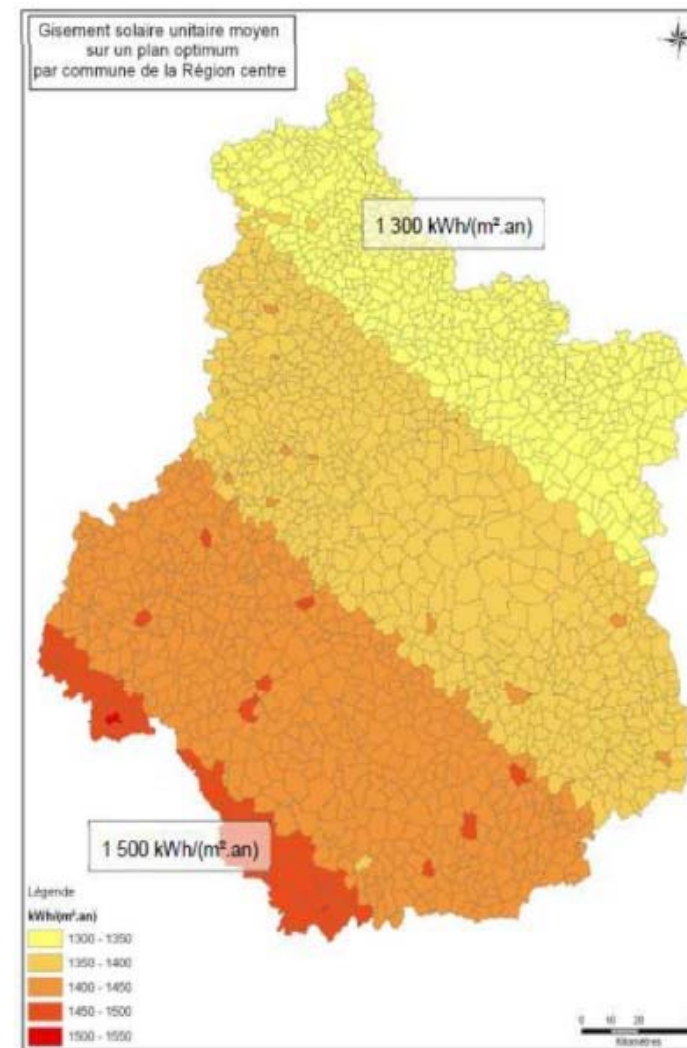 Gisement solaire unitaire moyen
sur un plan optimum
par commune de la Région centre
1 300 kWh/(m².an)
1 500 kWh/(m².an)
Légende
kWh/(m².an)
1300 - 1350
1350 - 1400
1400 - 1450
1450 - 1500
1500 - 1550
0 10 20
Kilomètres